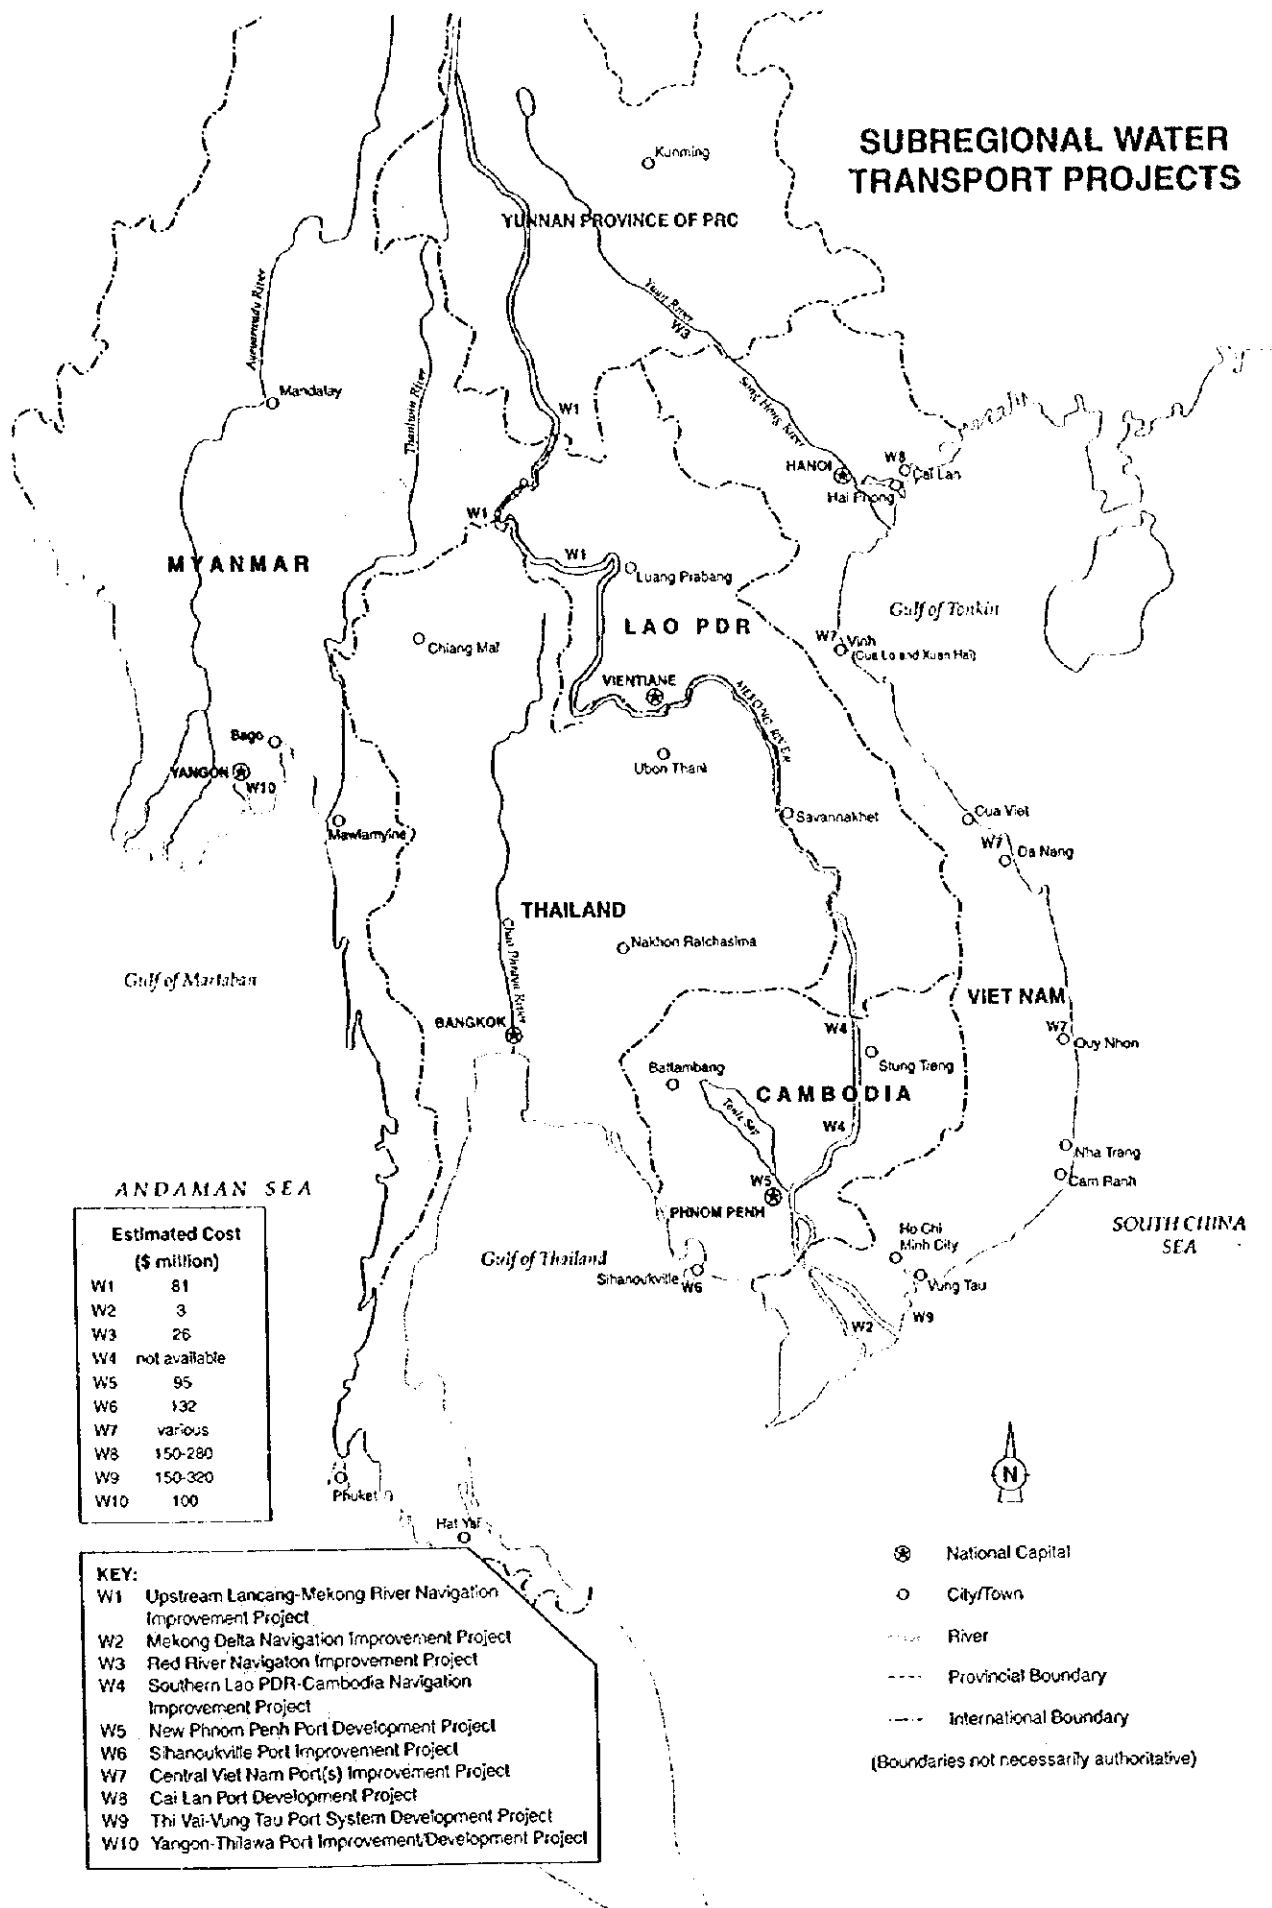 SUBREGIONAL WATER
TRANSPORT PROJECTS
Kunming
YUNNAN PROVINCE OF PRC
Yuan River
W3
Mandalay
Thanlwin River
Song Hong River
W1
HANOI
W8
Cai Lan
Hai Phong
W1
MYANMAR
W1
Luang Prabang
Gulf of Tonkin
LAO PDR
Chiang Mai
W7
Vinh
(Cua Lo and Xuan Hai)
VIENTIANE
MEKONG RIVER
Bago
YANGON
W10
Ubon Thani
Mawlamyine
Savannakhet
Cua Viet
W7
Da Nang
THAILAND
Chao Phraya River
Nakhon Ratchasima
Gulf of Martaban
VIET NAM
BANGKOK
W4
W7
Quy Nhon
Stung Treng
Battambang
CAMBODIA
Tonle Sap
W4
Nha Trang
W5
Cam Ranh
PHNOM PENH
ANDAMAN SEA
SOUTH CHINA
SEA
Ho Chi
Minh City
Gulf of Thailand
Sihanoukville
W6
Vung Tau
W9
W2
Estimated Cost
($ million)
W1 81
W2 3
W3 26
W4 not available
W5 95
W6 132
W7 various
W8 150-280
W9 150-320
W10 100
Phuket
Hat Yai
N
KEY:
W1 Upstream Lancang-Mekong River Navigation
Improvement Project
W2 Mekong Delta Navigation Improvement Project
W3 Red River Navigaton Improvement Project
W4 Southern Lao PDR-Cambodia Navigation
Improvement Project
W5 New Phnom Penh Port Development Project
W6 Sihanoukville Port Improvement Project
W7 Central Viet Nam Port(s) Improvement Project
W8 Cai Lan Port Development Project
W9 Thi Vai-Vung Tau Port System Development Project
W10 Yangon-Thilawa Port Improvement/Development Project
National Capital
City/Town
River
Provincial Boundary
International Boundary
(Boundaries not necessarily authoritative)